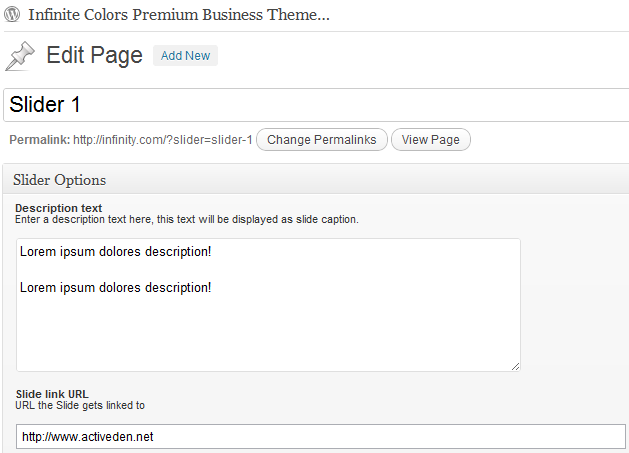 Infinite Colors Premium Business Theme...
Edit Page Add New
Slider 1
Permalink: http://infinity.com/?slider=slider-1 Change Permalinks View Page
Slider Options
Description text
Enter a description text here, this text will be displayed as slide caption.
Lorem ipsum dolores description!
Lorem ipsum dolores description!
Slide link URL
URL the Slide gets linked to
http://www.activeden.net